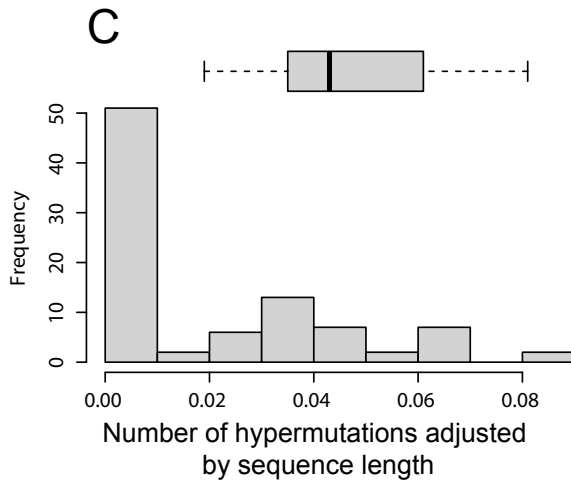 C
50
40
30
20
10
0
Frequency
0.00 0.02 0.04 0.06 0.08
Number of hypermutations adjusted
by sequence length